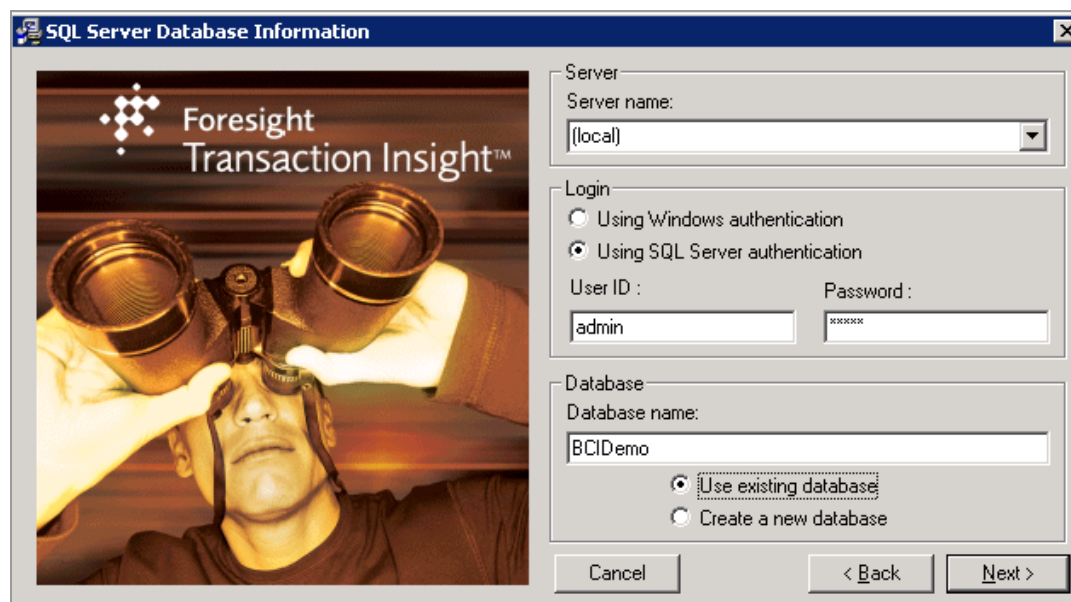 SQL Server Database Information
Foresight
Transaction Insight™
Server
Server name:
(local)
Login
Using Windows authentication
Using SQL Server authentication
User ID :
Password :
admin
*****
Database
Database name:
BCIDemo
Use existing database
Create a new database
Cancel
< Back
Next >